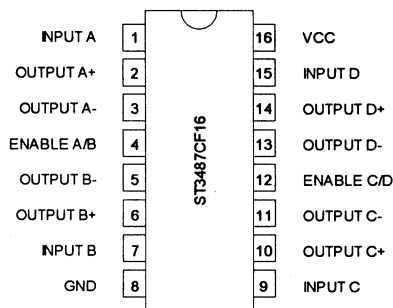 INPUT A 1 16 VCC
OUTPUT A+ 2 15 INPUT D
OUTPUT A- 3 14 OUTPUT D+
ENABLE A/B 4 13 OUTPUT D-
OUTPUT B- 5 12 ENABLE C/D
OUTPUT B+ 6 11 OUTPUT C-
INPUT B 7 10 OUTPUT C+
GND 8 9 INPUT C
ST3487CF16